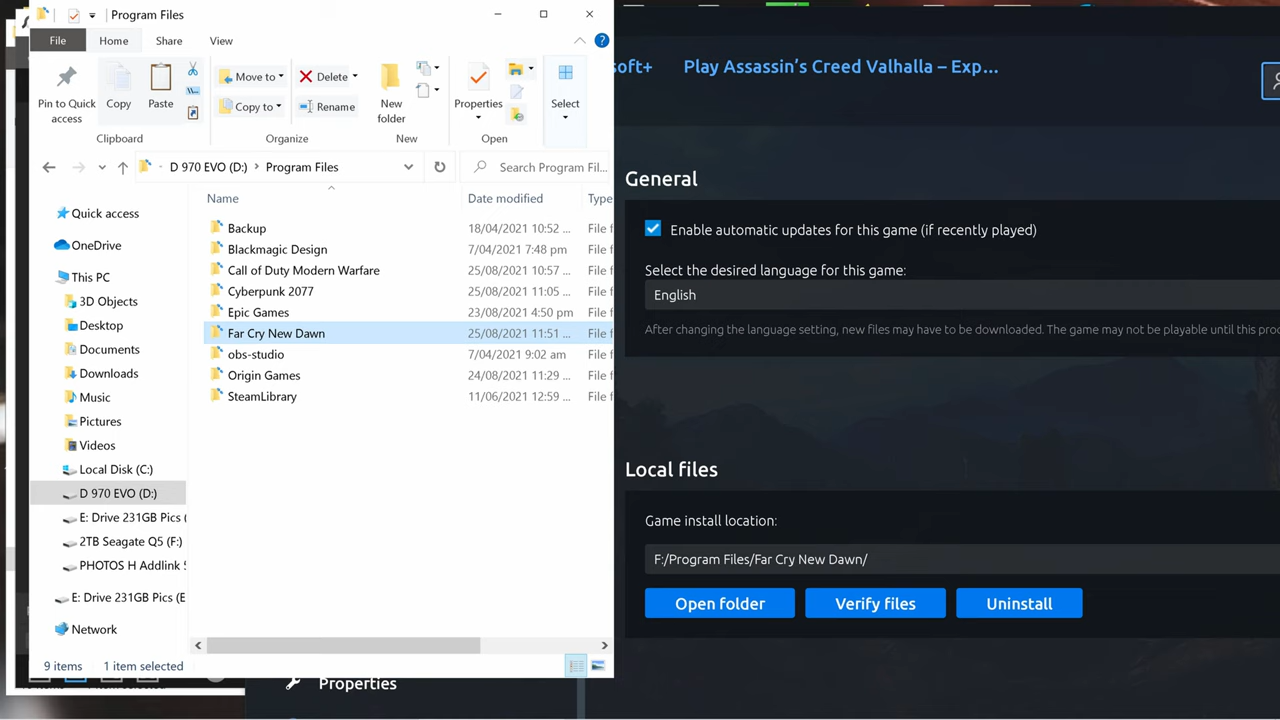 Program Files
File
Home
Share
View
Pin to Quick access
Copy
Paste
Clipboard
Move to
Copy to
Delete
Rename
Organize
New folder
New
Properties
Open
Select
D 970 EVO (D:)
Program Files
Search Program Fil...
Name
Date modified
Type
Backup
18/04/2021 10:52 ...
File f
Blackmagic Design
7/04/2021 7:48 pm
File f
Call of Duty Modern Warfare
25/08/2021 10:57 ...
File f
Cyberpunk 2077
25/08/2021 11:05 ...
File f
Epic Games
23/08/2021 4:50 pm
File f
Far Cry New Dawn
25/08/2021 11:51 ...
File f
obs-studio
7/04/2021 9:02 am
File f
Origin Games
24/08/2021 11:29 ...
File f
SteamLibrary
11/06/2021 12:59 ...
File f
Quick access
OneDrive
This PC
3D Objects
Desktop
Documents
Downloads
Music
Pictures
Videos
Local Disk (C:)
D 970 EVO (D:)
E: Drive 231GB Pics (
2TB Seagate Q5 (F:)
PHOTOS H Addlink
E: Drive 231GB Pics (E
Network
9 items
1 item selected
soft+
Play Assassin's Creed Valhalla – Exp...
General
Enable automatic updates for this game (if recently played)
Select the desired language for this game:
English
After changing the language setting, new files may have to be downloaded. The game may not be playable until this proc
Local files
Game install location:
F:/Program Files/Far Cry New Dawn/
Open folder
Verify files
Uninstall
Properties